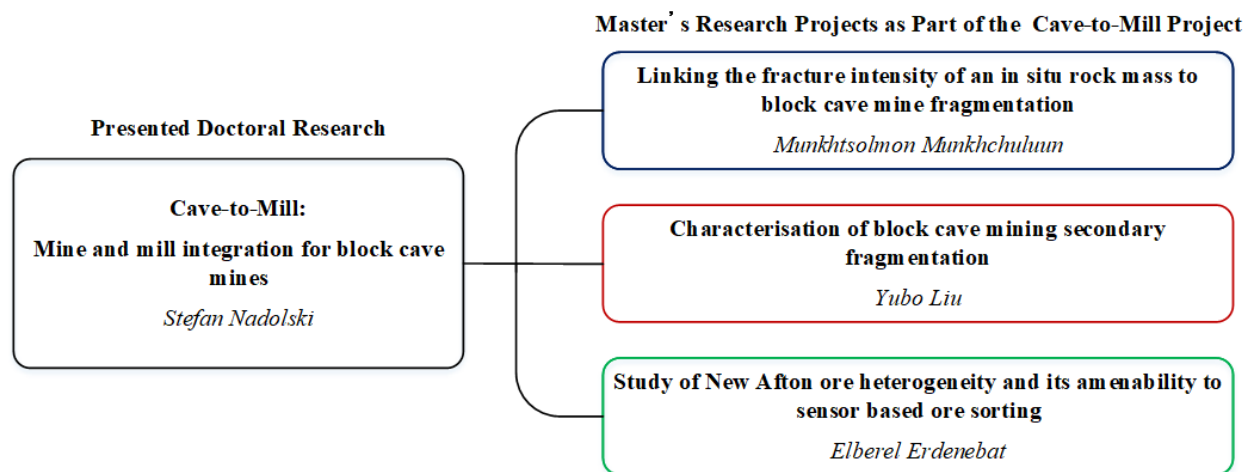 Master’s Research Projects as Part of the Cave-to-Mill Project
Presented Doctoral Research
Cave-to-Mill:
Mine and mill integration for block cave
mines
Stefan Nadolski
Linking the fracture intensity of an in situ rock mass to
block cave mine fragmentation
Munkhtsolmon Munkhchuluun
Characterisation of block cave mining secondary
fragmentation
Yubo Liu
Study of New Afton ore heterogeneity and its amenability to
sensor based ore sorting
Elberel Erdenebat